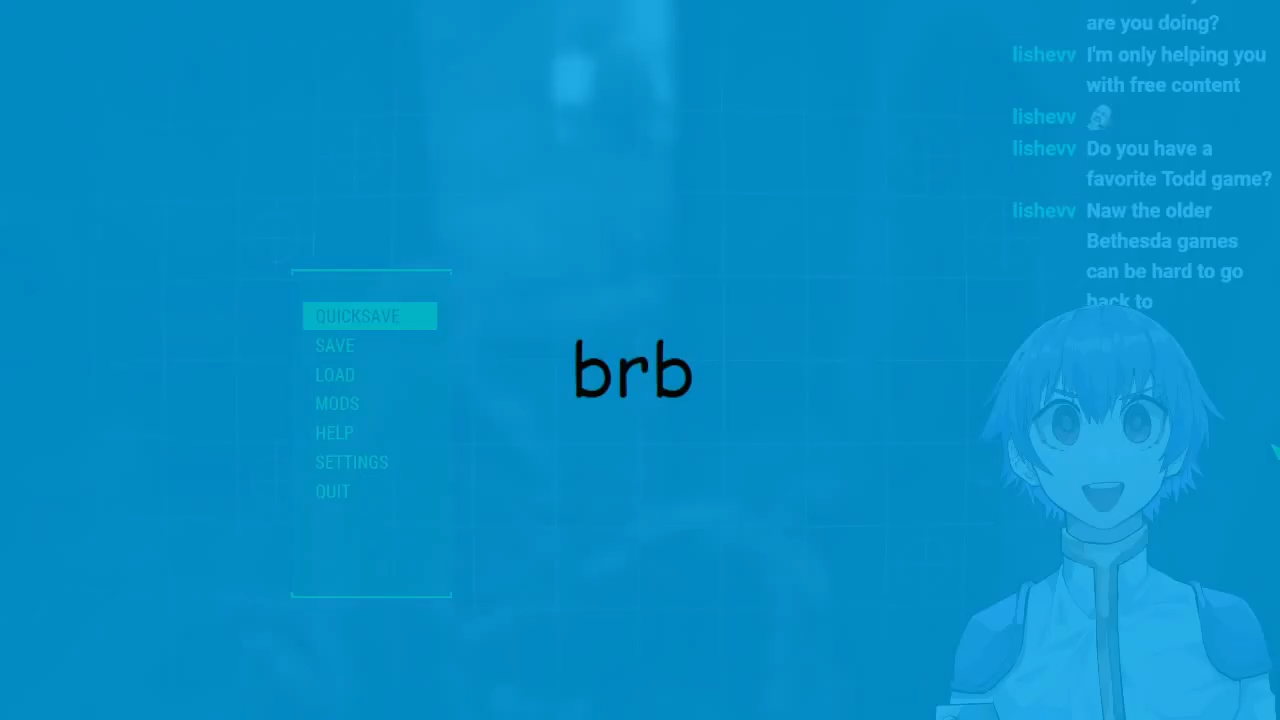 are you doing?
lishevv I'm only helping you
with free content
lishevv
lishevv Do you have a
favorite Todd game?
lishevv Naw the older
Bethesda games
can be hard to go
back to
QUICKSAVE
SAVE
LOAD
MODS
HELP
SETTINGS
QUIT
brb